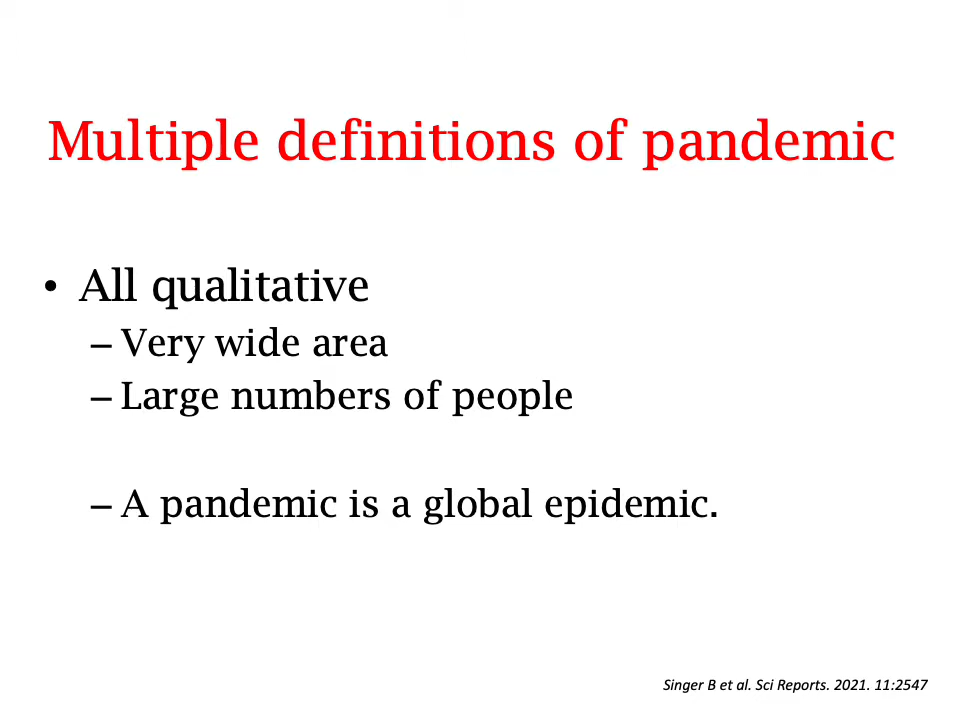 Multiple definitions of pandemic
• All qualitative
– Very wide area
– Large numbers of people
– A pandemic is a global epidemic.
Singer B et al. Sci Reports. 2021. 11:2547